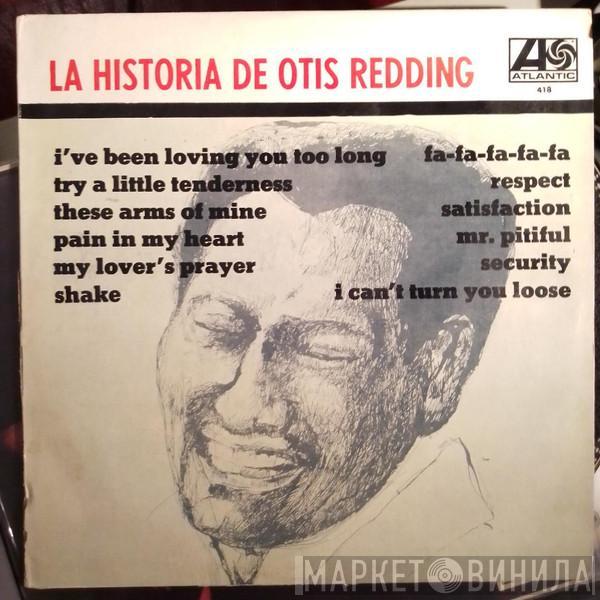 LA HISTORIA DE OTIS REDDING
ATLANTIC
418
i've been loving you too long
try a little tenderness
these arms of mine
pain in my heart
my lover's prayer
shake
fa-fa-fa-fa-fa
respect
satisfaction
mr. pitiful
security
i can't turn you loose
МАРКЕТ ВИНИЛА